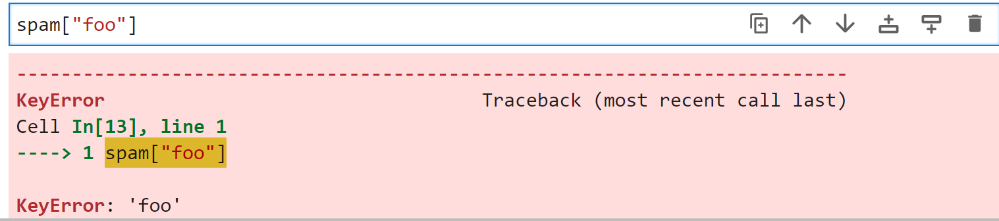 spam["foo"]
---------------------------------------------------------------------------
KeyError                                Traceback (most recent call last)
Cell In[13], line 1
----> 1 spam["foo"]
KeyError: 'foo'